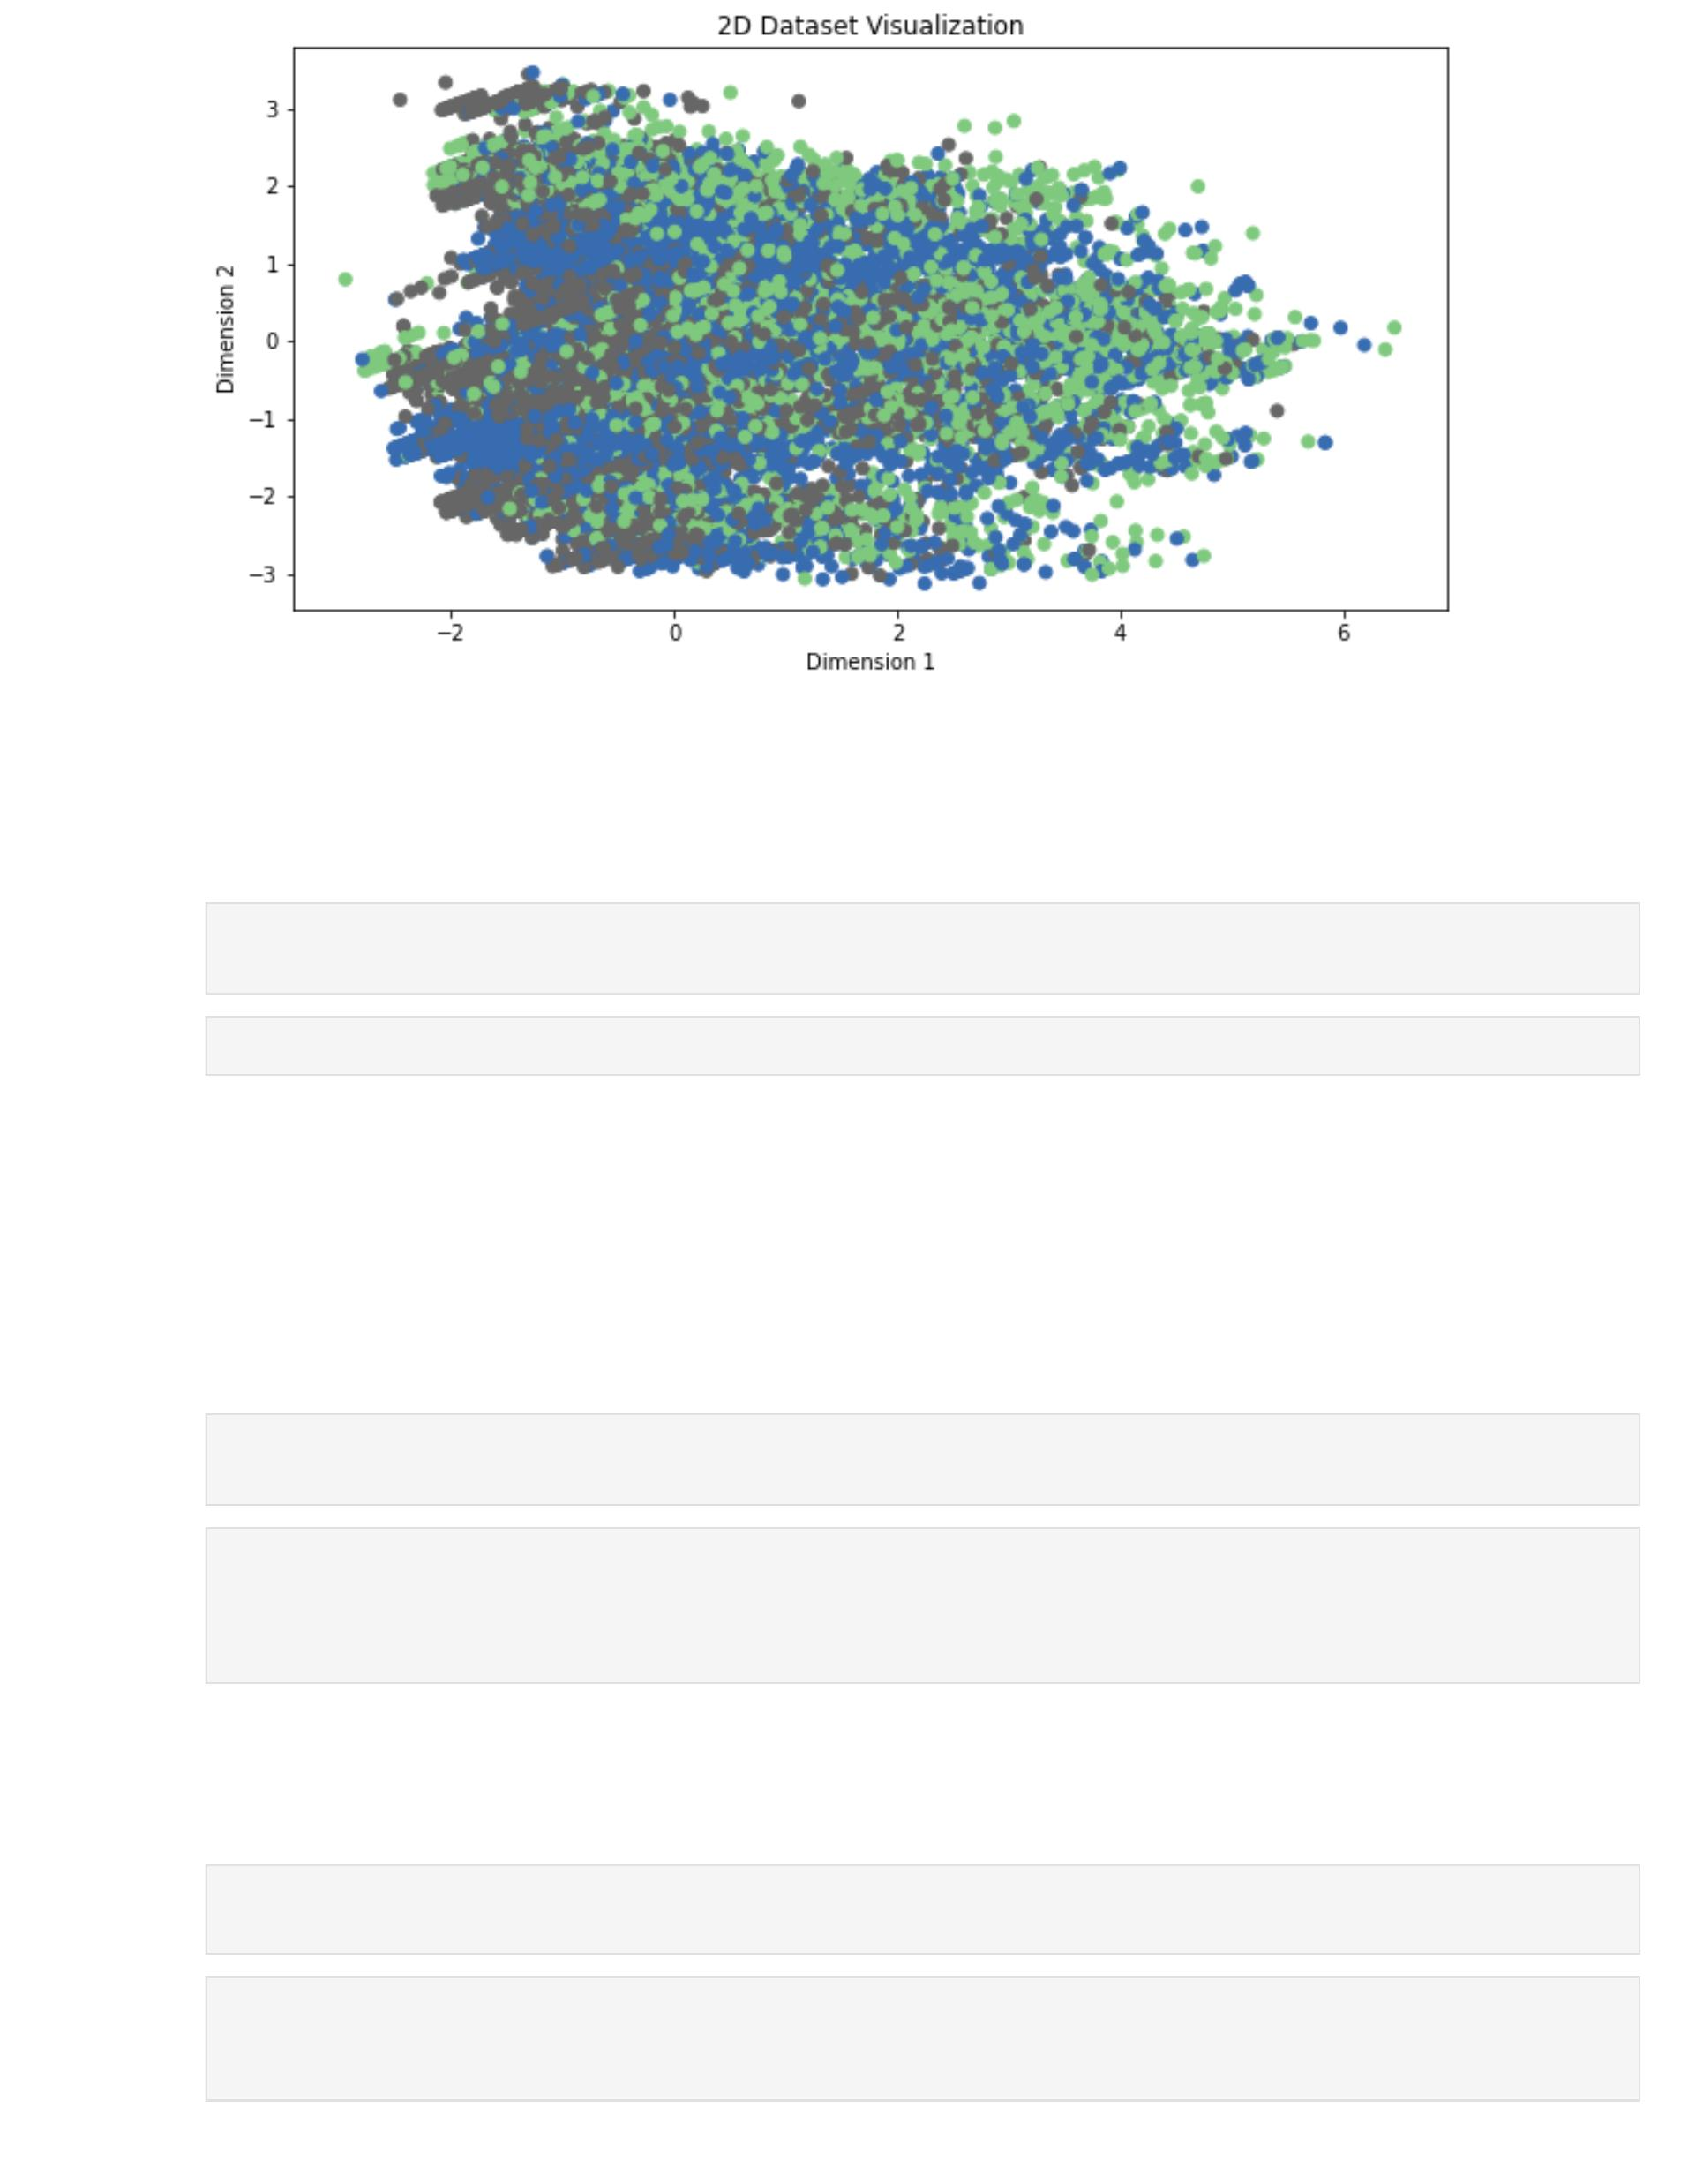 2D Dataset Visualization
3
2
1
0
−1
−2
−3
Dimension 2
−2 0 2 4 6
Dimension 1